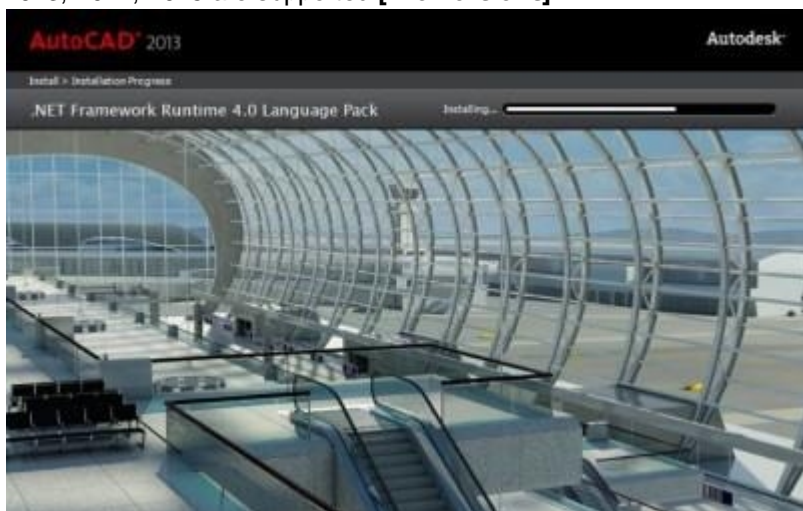 AutoCAD® 2013
Autodesk®
Install > Installation Progress
.NET Framework Runtime 4.0 Language Pack
Installing...